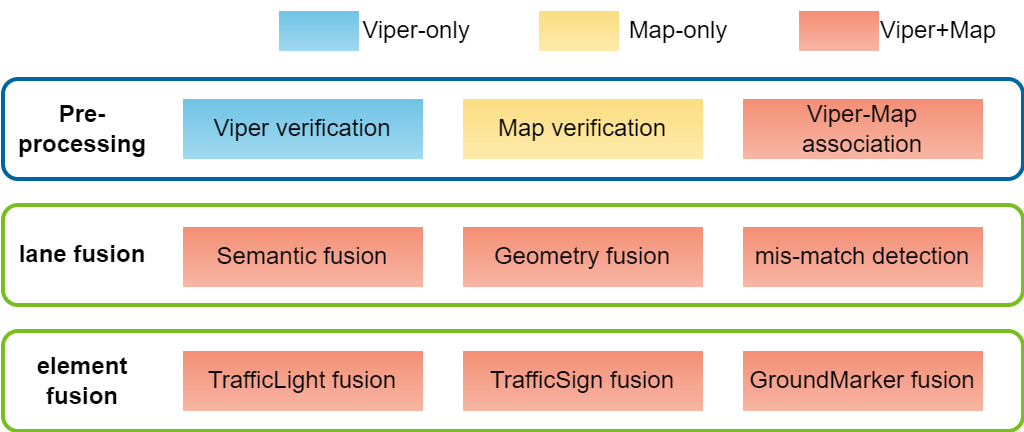 Viper-only
Map-only
Viper+Map
Pre-
processing
Viper verification
Map verification
Viper-Map
association
lane fusion
Semantic fusion
Geometry fusion
mis-match detection
element
fusion
TrafficLight fusion
TrafficSign fusion
GroundMarker fusion